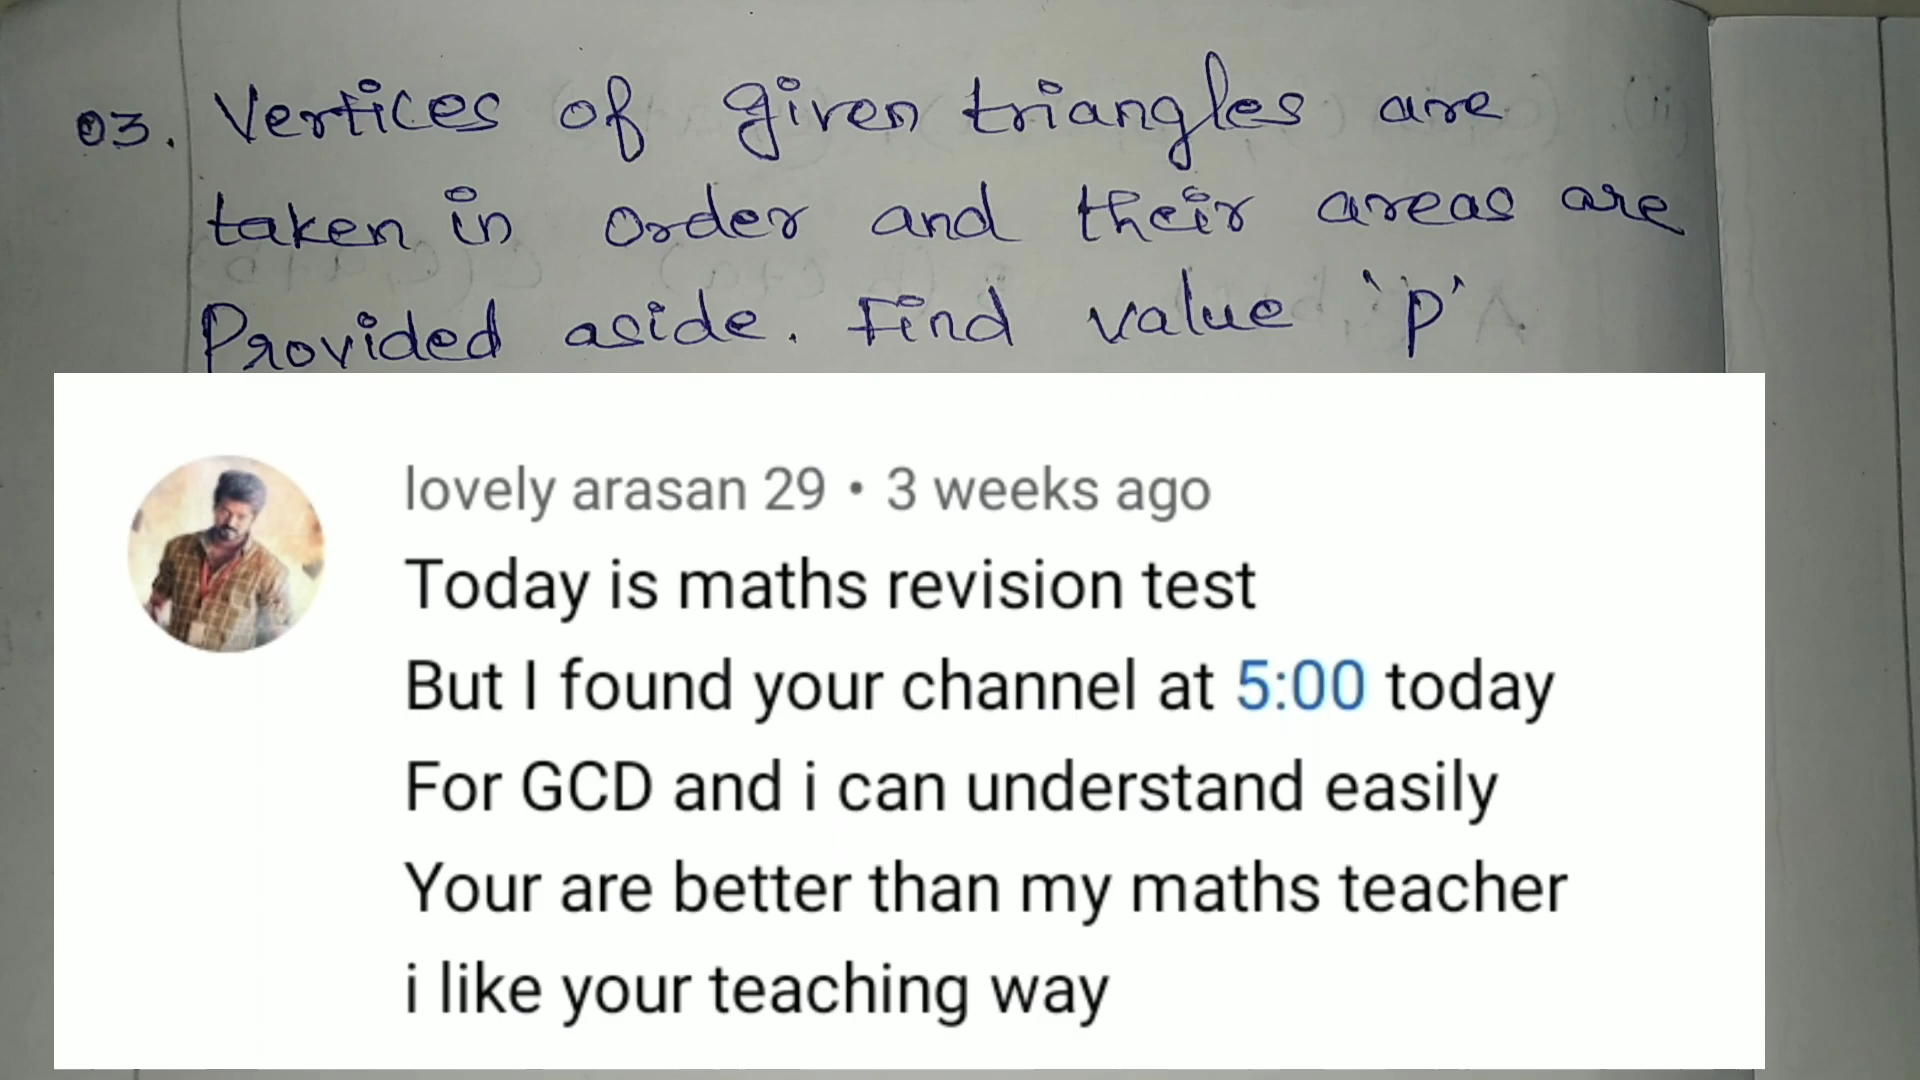 03. Vertices of given triangles are
taken in order and their areas are
Provided aside. Find value 'p'
lovely arasan 29 • 3 weeks ago
Today is maths revision test
But I found your channel at 5:00 today
For GCD and i can understand easily
Your are better than my maths teacher
i like your teaching way